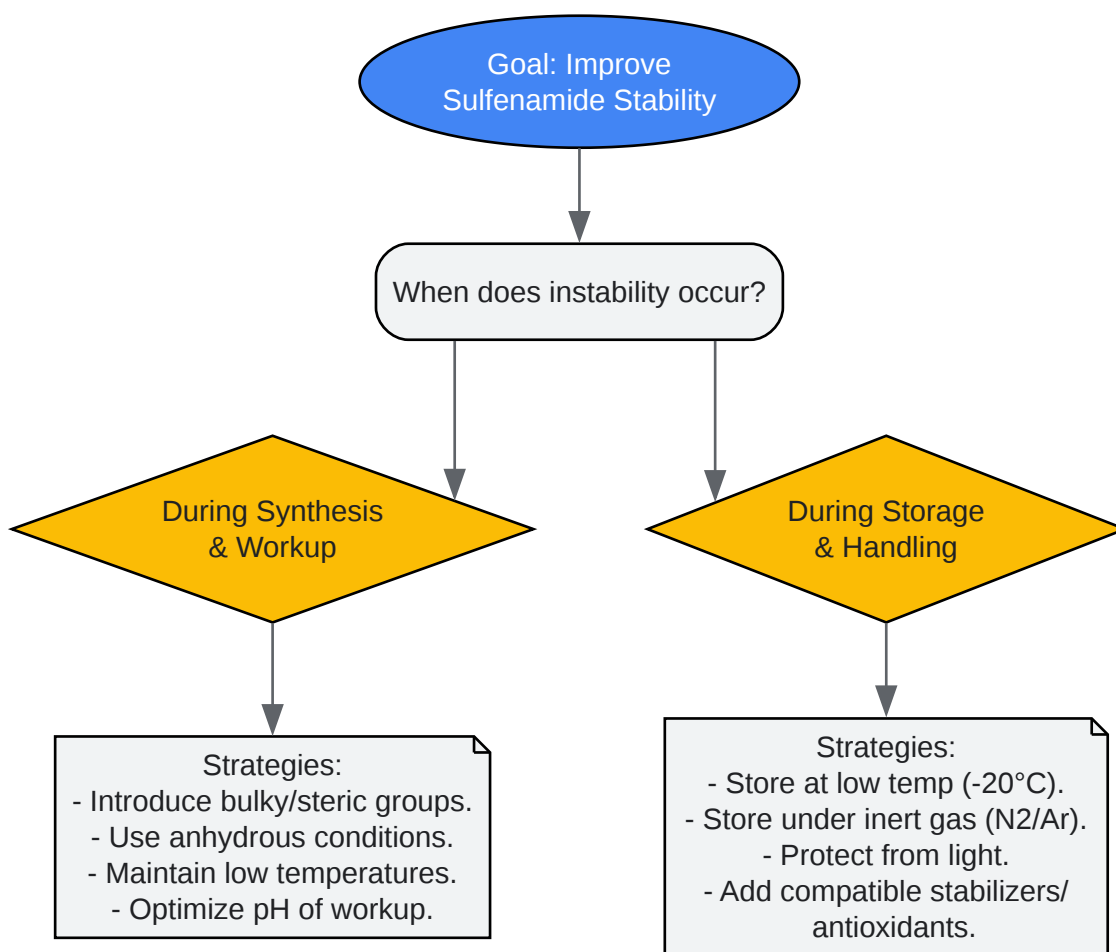 Goal: Improve
Sulfenamide Stability
When does instability occur?
During Synthesis
& Workup
During Storage
& Handling
Strategies:
- Introduce bulky/steric groups.
- Use anhydrous conditions.
- Maintain low temperatures.
- Optimize pH of workup.
Strategies:
- Store at low temp (-20°C).
- Store under inert gas (N2/Ar).
- Protect from light.
- Add compatible stabilizers/
antioxidants.